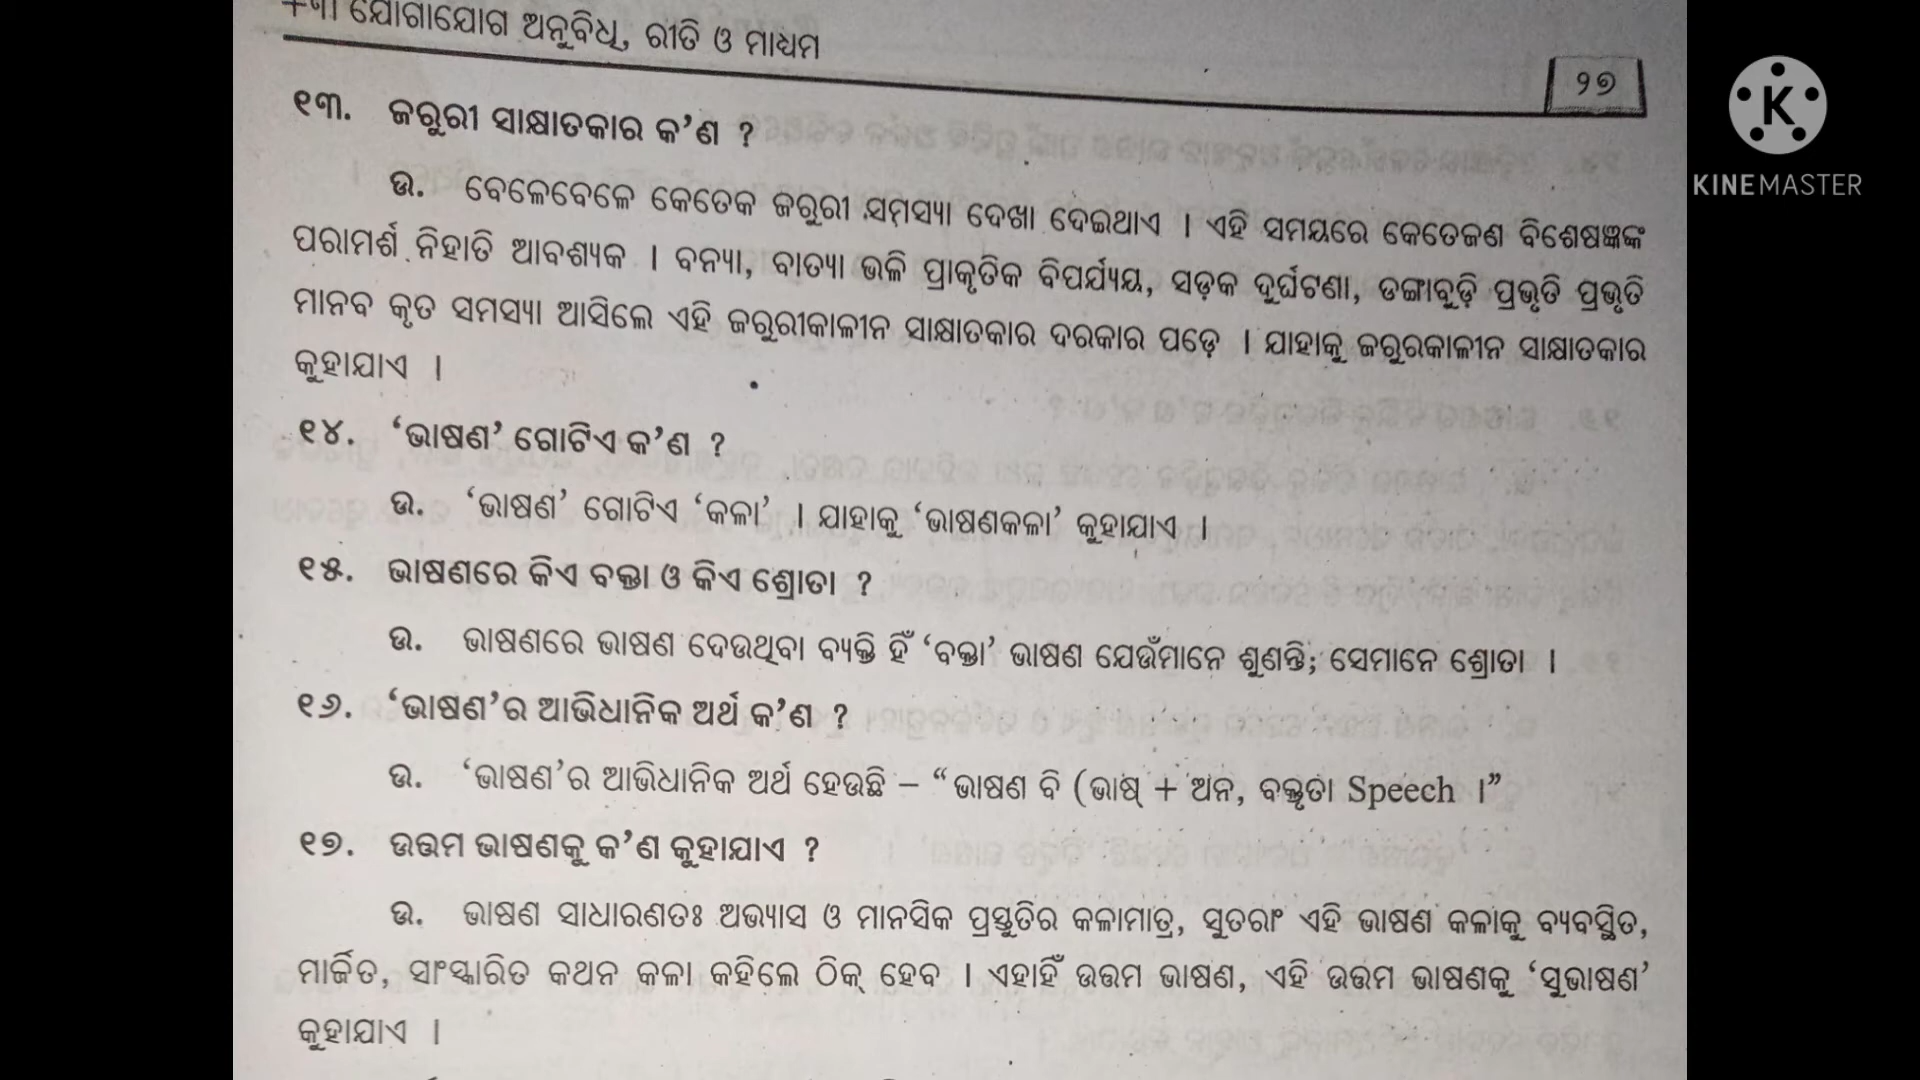 +୩ ଯୋଗାଯୋଗ ଅନୁବିଧି, ରୀତି ଓ ମାଧ୍ୟମ
୨୭
୧୩. ଜରୁରୀ ସାକ୍ଷାତକାର କ’ଣ ?
ଉ. ବେଳେବେଳେ କେତେକ ଜରୁରୀ ସମସ୍ୟା ଦେଖା ଦେଇଥାଏ । ଏହି ସମୟରେ କେତେଜଣ ବିଶେଷଜ୍ଞଙ୍କ
ପରାମର୍ଶ ନିହାତି ଆବଶ୍ୟକ । ବନ୍ୟା, ବାତ୍ୟା ଭଳି ପ୍ରାକୃତିକ ବିପର୍ଯ୍ୟୟ, ସଡ଼କ ଦୁର୍ଘଟଣା, ଡଙ୍ଗାବୁଡ଼ି ପ୍ରଭୃତି ପ୍ରଭୃତି
ମାନବ କୃତ ସମସ୍ୟା ଆସିଲେ ଏହି ଜରୁରୀକାଳୀନ ସାକ୍ଷାତକାର ଦରକାର ପଡ଼େ । ଯାହାକୁ ଜରୁରକାଳୀନ ସାକ୍ଷାତକାର
କୁହାଯାଏ ।
୧୪. ‘ଭାଷଣ’ ଗୋଟିଏ କ’ଣ ?
ଉ. ‘ଭାଷଣ’ ଗୋଟିଏ ‘କଳା’ । ଯାହାକୁ ‘ଭାଷଣକଳା’ କୁହାଯାଏ ।
୧୫. ଭାଷଣରେ କିଏ ବକ୍ତା ଓ କିଏ ଶ୍ରୋତା ?
ଉ. ଭାଷଣରେ ଭାଷଣ ଦେଉଥିବା ବ୍ୟକ୍ତି ହିଁ ‘ବକ୍ତା’ ଭାଷଣ ଯେଉଁମାନେ ଶୁଣନ୍ତି; ସେମାନେ ଶ୍ରୋତା ।
୧୬. ‘ଭାଷଣ’ର ଆଭିଧାନିକ ଅର୍ଥ କ’ଣ ?
ଉ. ‘ଭାଷଣ’ର ଆଭିଧାନିକ ଅର୍ଥ ହେଉଛି – “ଭାଷଣ ବି (ଭାଷ୍ + ଅନ, ବକ୍ତୃତା Speech ।”
୧୭. ଉତ୍ତମ ଭାଷଣକୁ କ’ଣ କୁହାଯାଏ ?
ଉ. ଭାଷଣ ସାଧାରଣତଃ ଅଭ୍ୟାସ ଓ ମାନସିକ ପ୍ରସ୍ତୁତିର କଳାମାତ୍ର, ସୁତରାଂ ଏହି ଭାଷଣ କଳାକୁ ବ୍ୟବସ୍ଥିତ,
ମାର୍ଜିତ, ସାଂସ୍କାରିତ କଥନ କଳା କହିଲେ ଠିକ୍ ହେବ । ଏହାହିଁ ଉତ୍ତମ ଭାଷଣ, ଏହି ଉତ୍ତମ ଭାଷଣକୁ ‘ସୁଭାଷଣ’
କୁହାଯାଏ ।
K
KINEMASTER